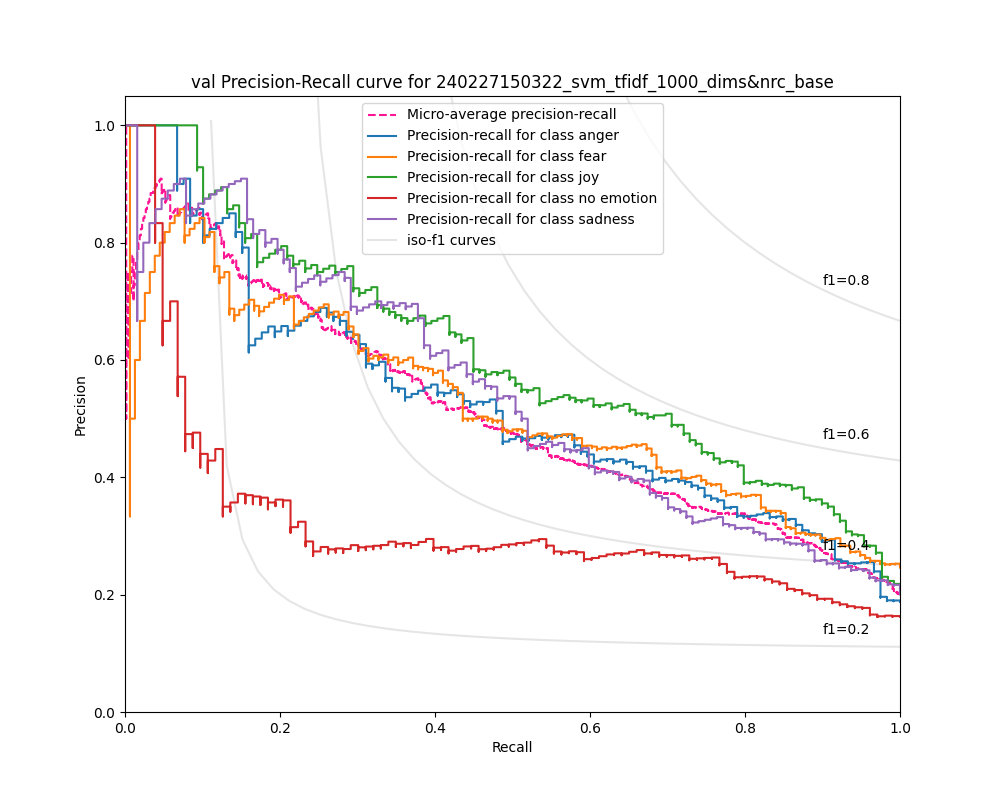 val Precision-Recall curve for 240227150322_svm_tfidf_1000_dims&nrc_base
Micro-average precision-recall
Precision-recall for class anger
Precision-recall for class fear
Precision-recall for class joy
Precision-recall for class no emotion
Precision-recall for class sadness
iso-f1 curves
1.0
0.8
0.6
0.4
0.2
0.0
Precision
f1=0.8
f1=0.6
f1=0.4
f1=0.2
0.0 0.2 0.4 0.6 0.8 1.0
Recall